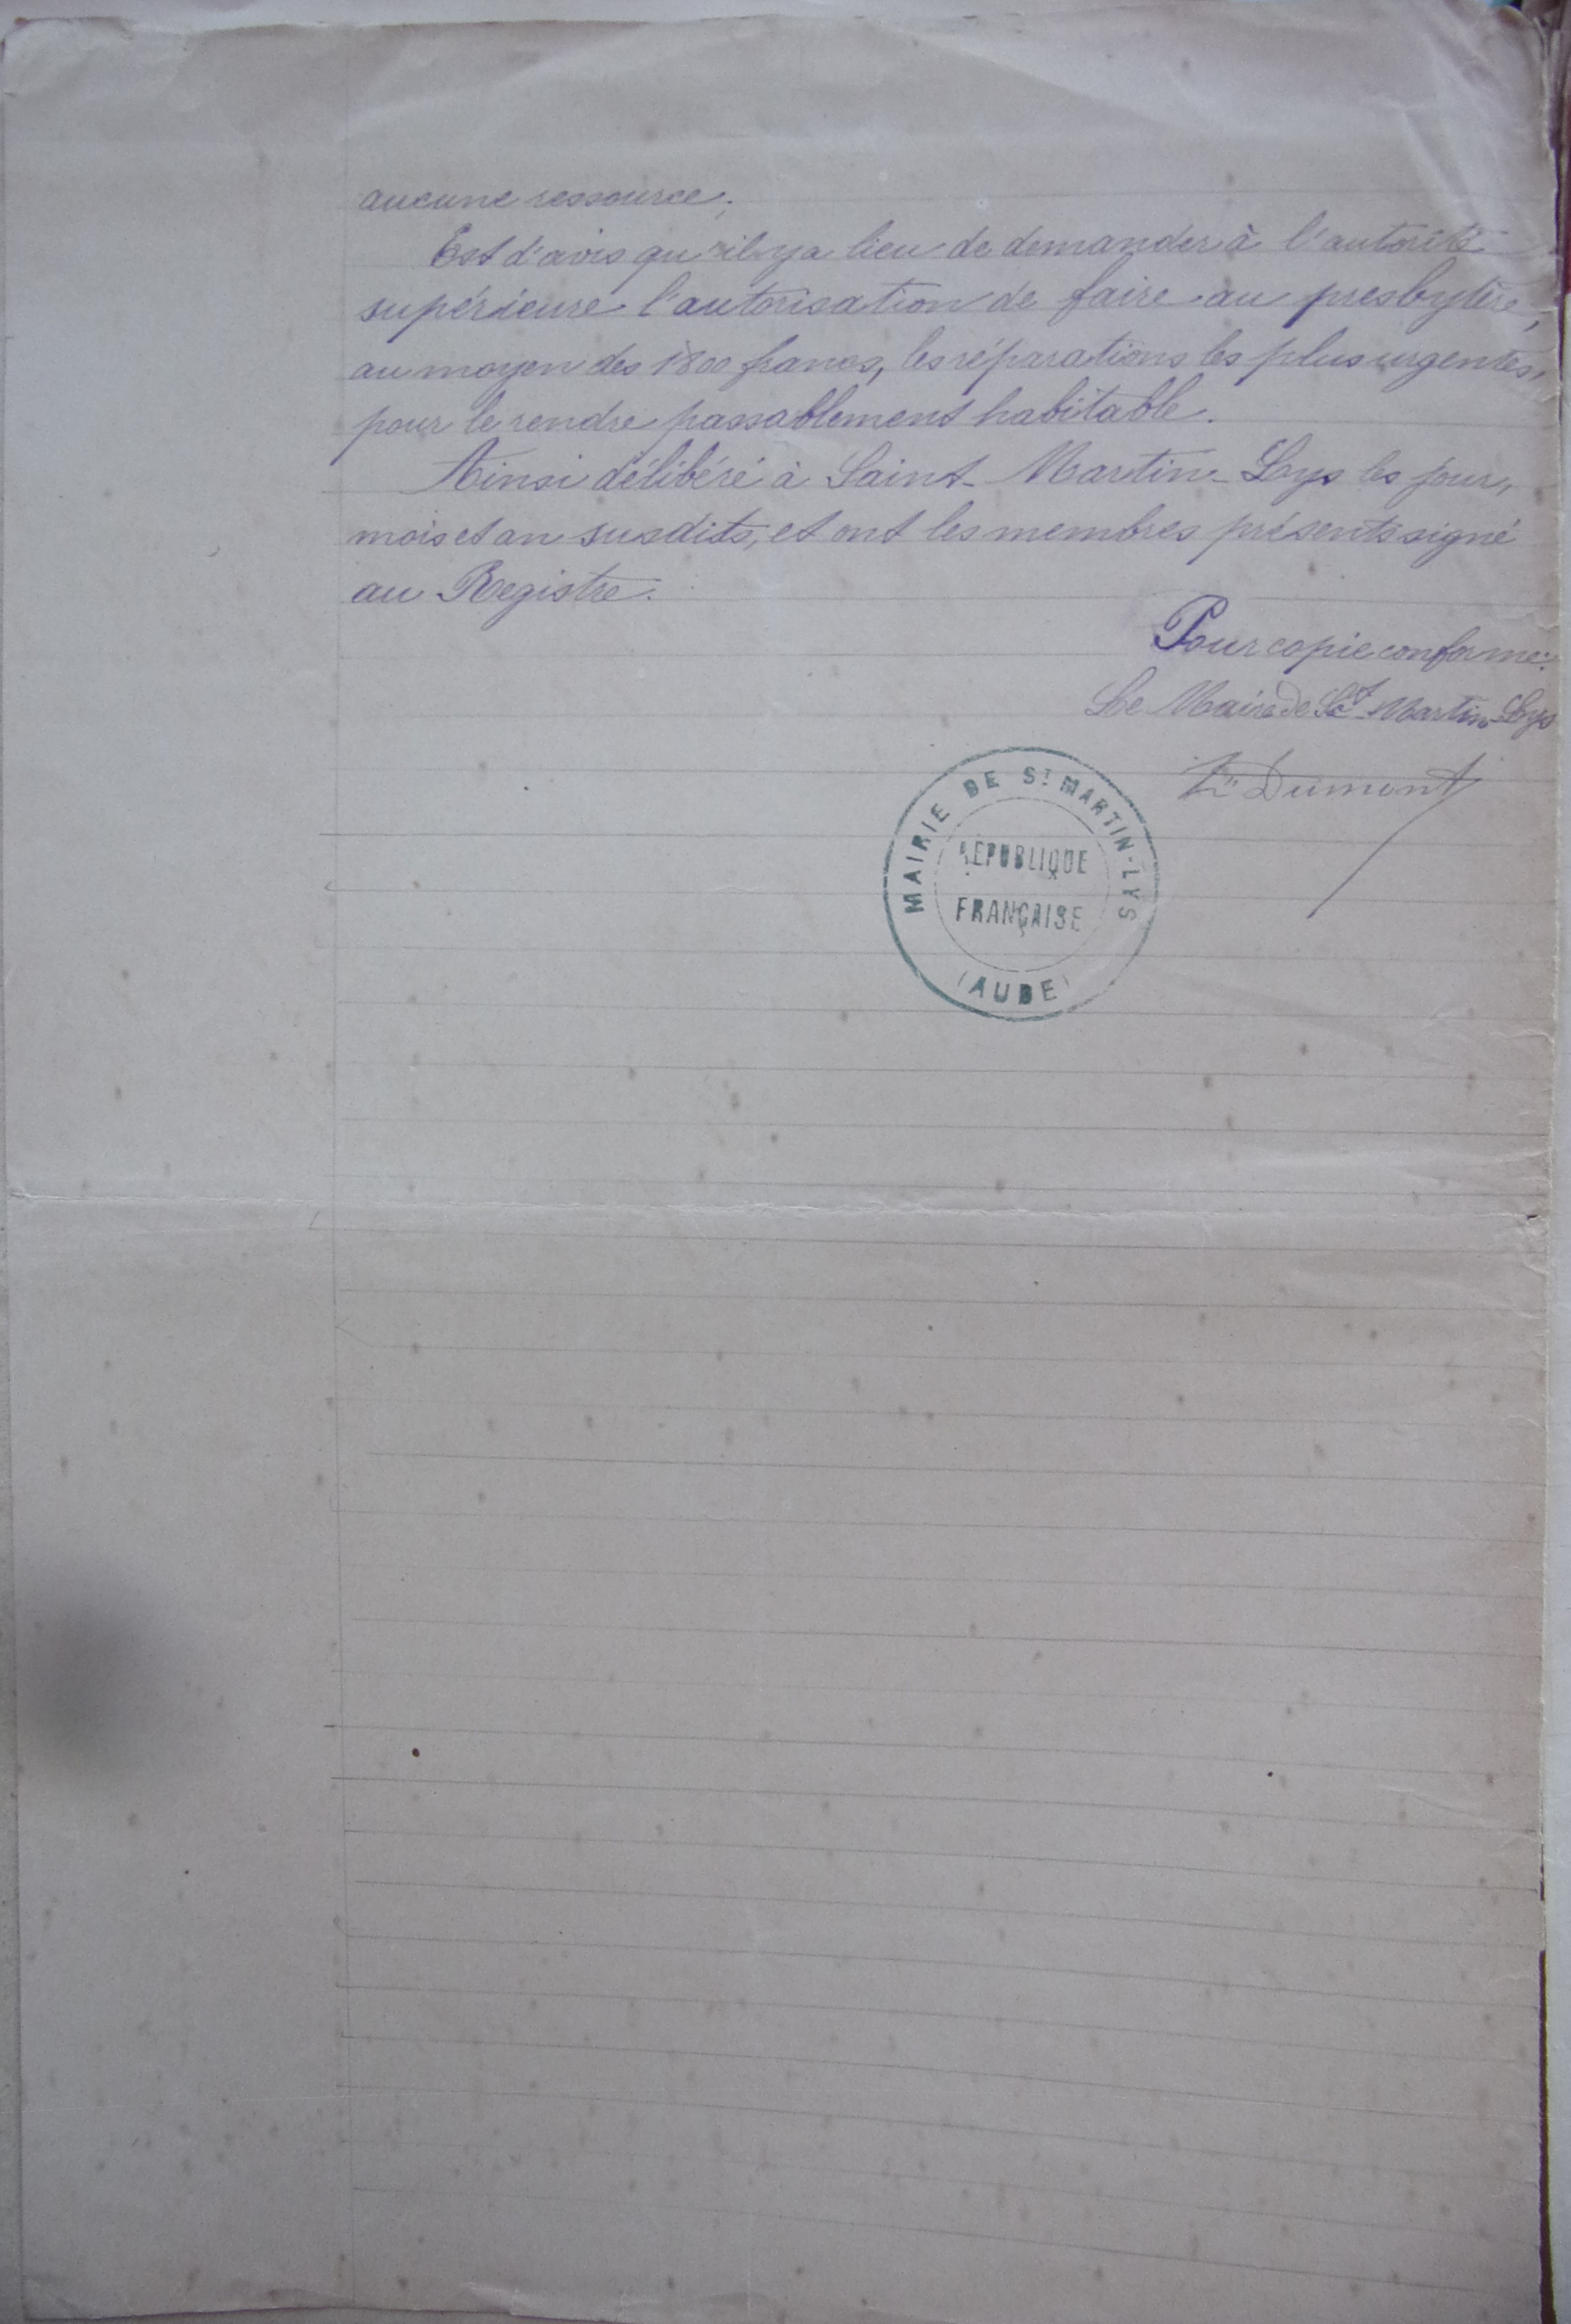 aucune ressource;
Est d'avis qu'il y a lieu de demander à l'autorité
supérieure l'autorisation de faire au presbytère,
au moyen des 1800 francs, les réparations les plus urgentes,
pour le rendre passablement habitable.
Ainsi délibéré à Saint-Martin-Lys les jour,
mois et an susdits, et ont les membres présents signé
au Registre.
Pour copie conforme:
Le Maire de St Martin-Lys
Dumont
MAIRIE DE ST MARTIN-LYS
RÉPUBLIQUE
FRANÇAISE
(AUDE)